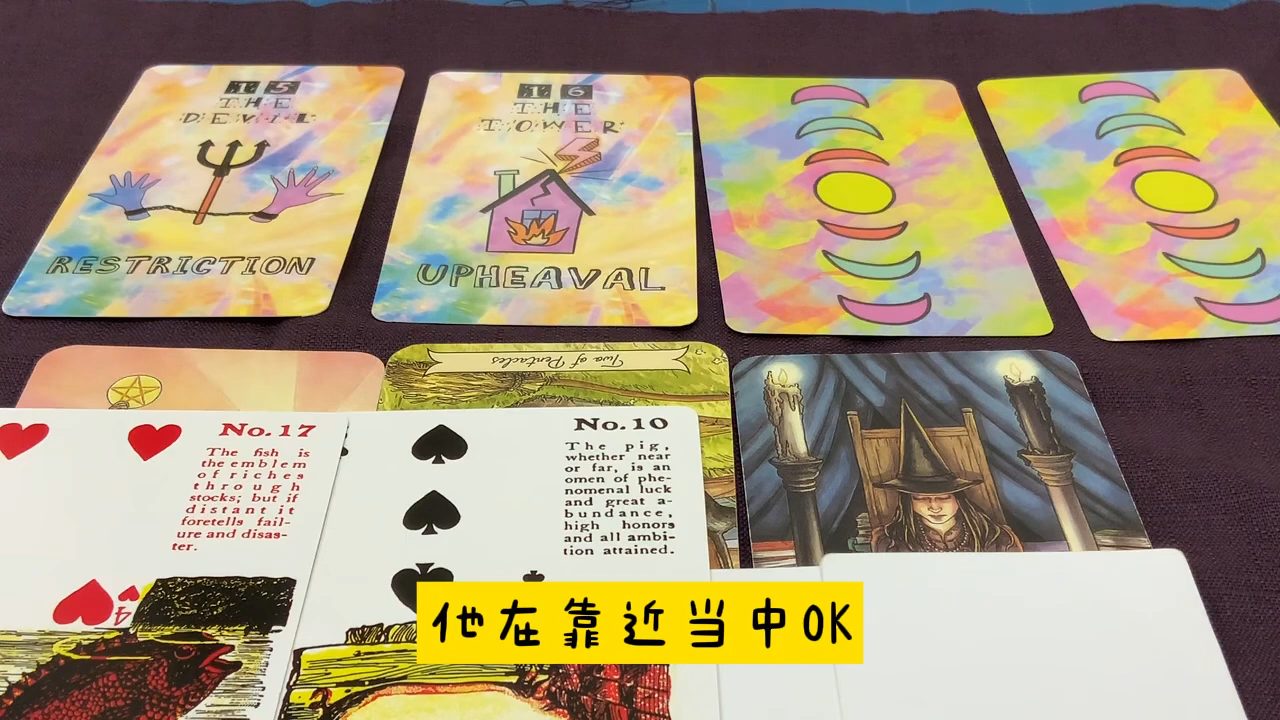 15
THE
DEVIL
RESTRICTION
16
THE
TOWER
UPHEAVAL
Two of Pentacles
No.17
The fish is
the emblem
of riches
through
stocks; but if
distant it
foretells fail-
ure and disas-
ter.
4
No.10
The pig,
whether near
or far, is an
omen of phe-
nomenal luck
and great a-
bundance,
high honors
and all ambi-
tion attained.
他在靠近当中OK